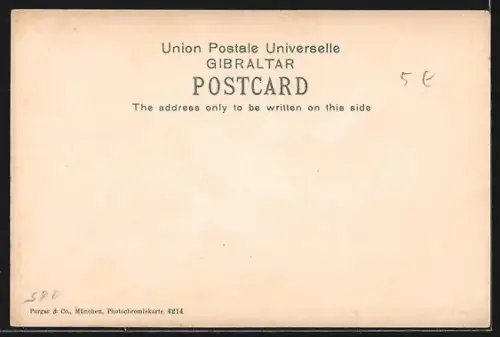 Union Postale Universelle
GIBRALTAR
POSTCARD
The address only to be written on this side
5 €
Purger & Co., München, Photochromiekarte 4214